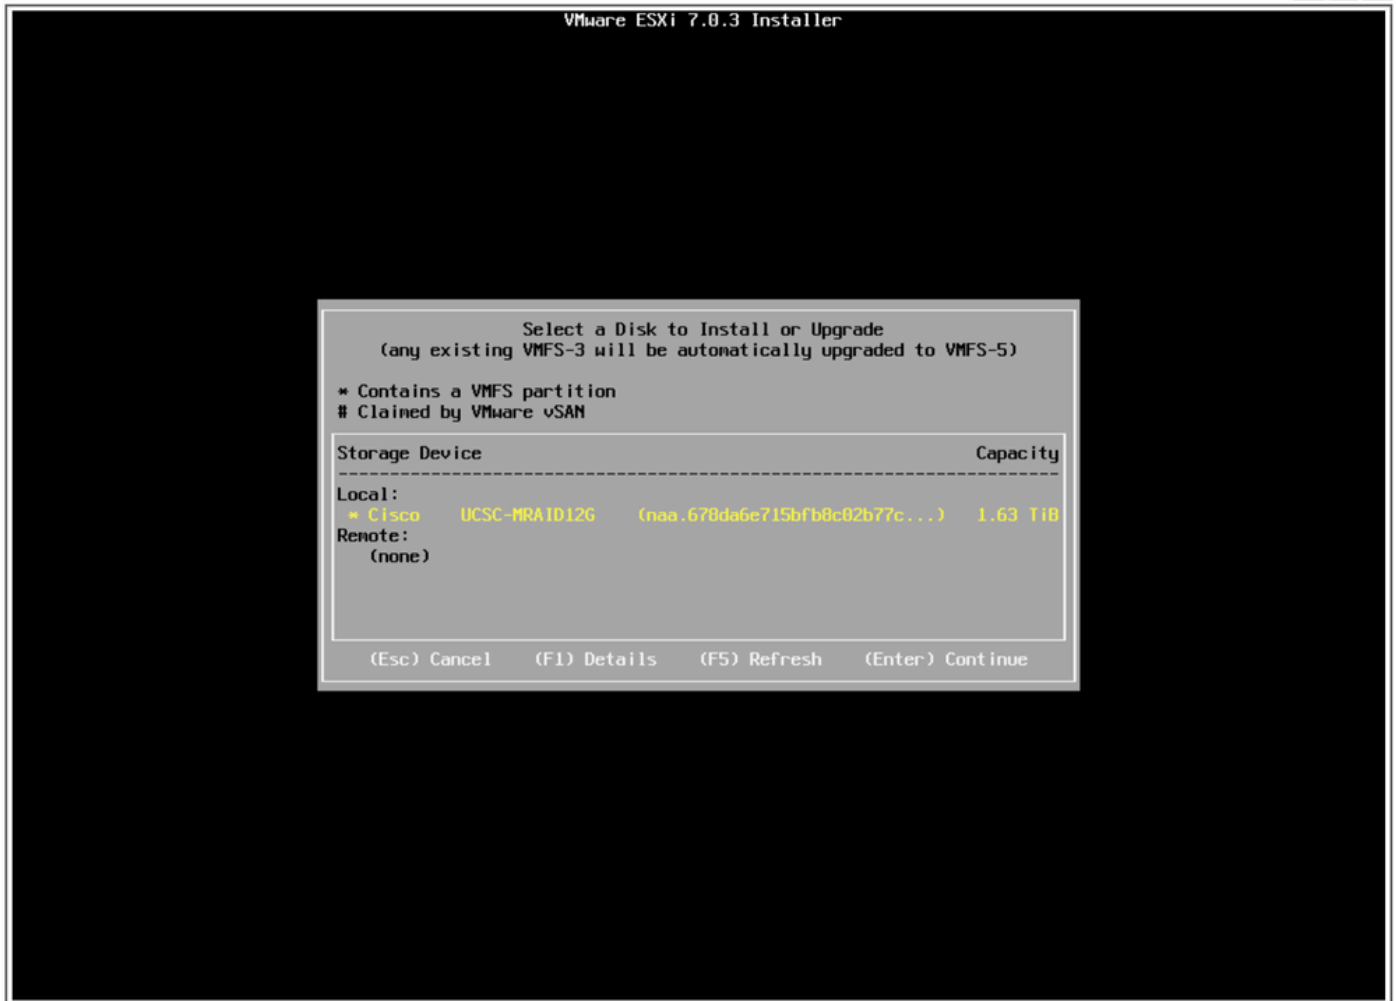 VMware ESXi 7.0.3 Installer
Select a Disk to Install or Upgrade
(any existing VMFS-3 will be automatically upgraded to VMFS-5)
* Contains a VMFS partition
# Claimed by VMware vSAN
Storage Device Capacity
--------------------------------------------------------------------
Local:
* Cisco UCSC-MRAID12G (naa.678da6e715bfb8c02b77c...) 1.63 TiB
Remote:
(none)
(Esc) Cancel (F1) Details (F5) Refresh (Enter) Continue